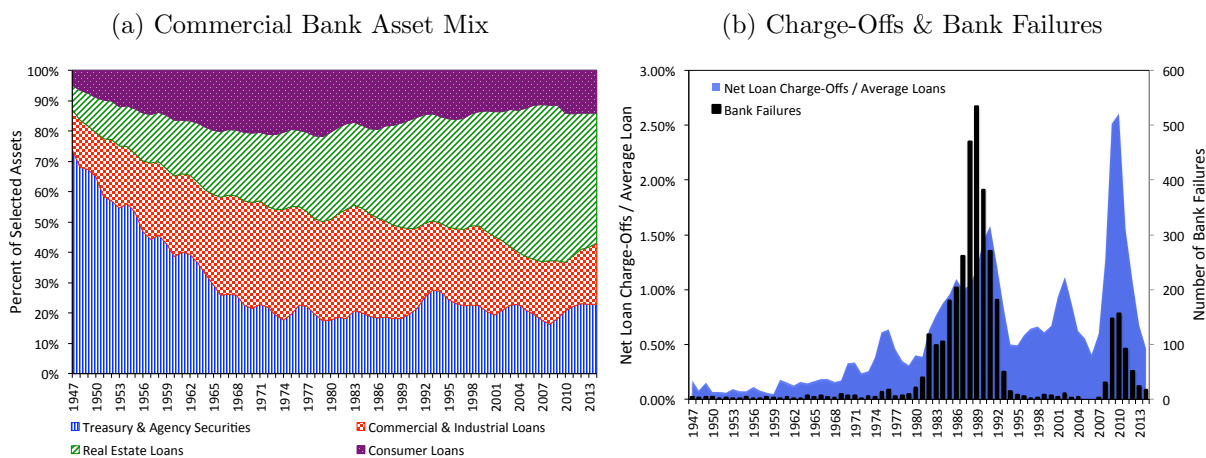 (a) Commercial Bank Asset Mix
Percent of Selected Assets
100%
90%
80%
70%
60%
50%
40%
30%
20%
10%
0%
1947 1950 1953 1956 1959 1962 1965 1968 1971 1974 1977 1980 1983 1986 1989 1992 1995 1998 2001 2004 2007 2010 2013
Treasury & Agency Securities Commercial & Industrial Loans
Real Estate Loans Consumer Loans
(b) Charge-Offs & Bank Failures
Net Loan Charge-Offs / Average Loan
3.00%
2.50%
2.00%
1.50%
1.00%
0.50%
0.00%
Net Loan Charge-Offs / Average Loans
Bank Failures
600
500
400
300
200
100
0
Number of Bank Failures
1947 1950 1953 1956 1959 1962 1965 1968 1971 1974 1977 1980 1983 1986 1989 1992 1995 1998 2001 2004 2007 2010 2013